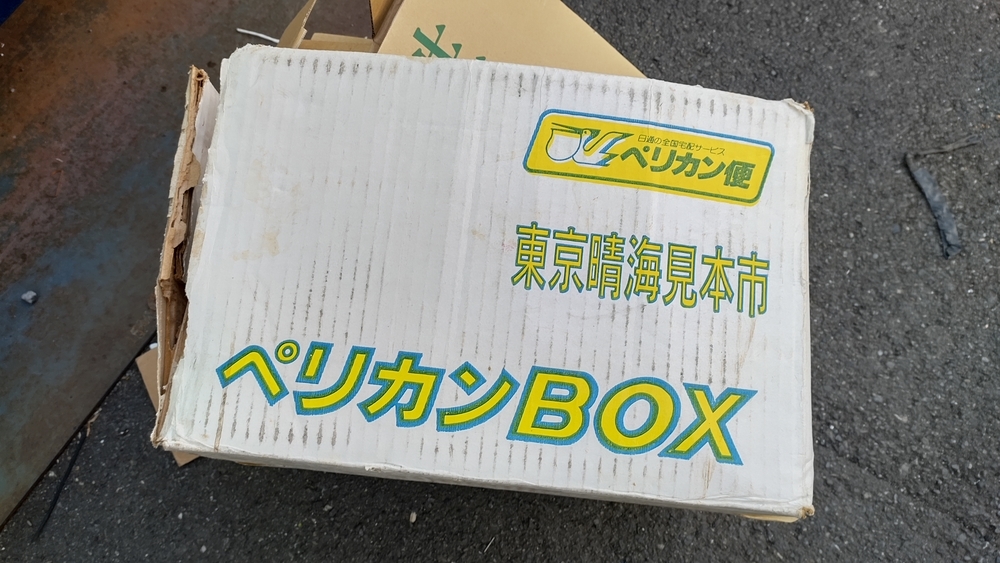 日通の全国宅配サービス
ペリカン便
東京晴海見本市
ペリカンBOX